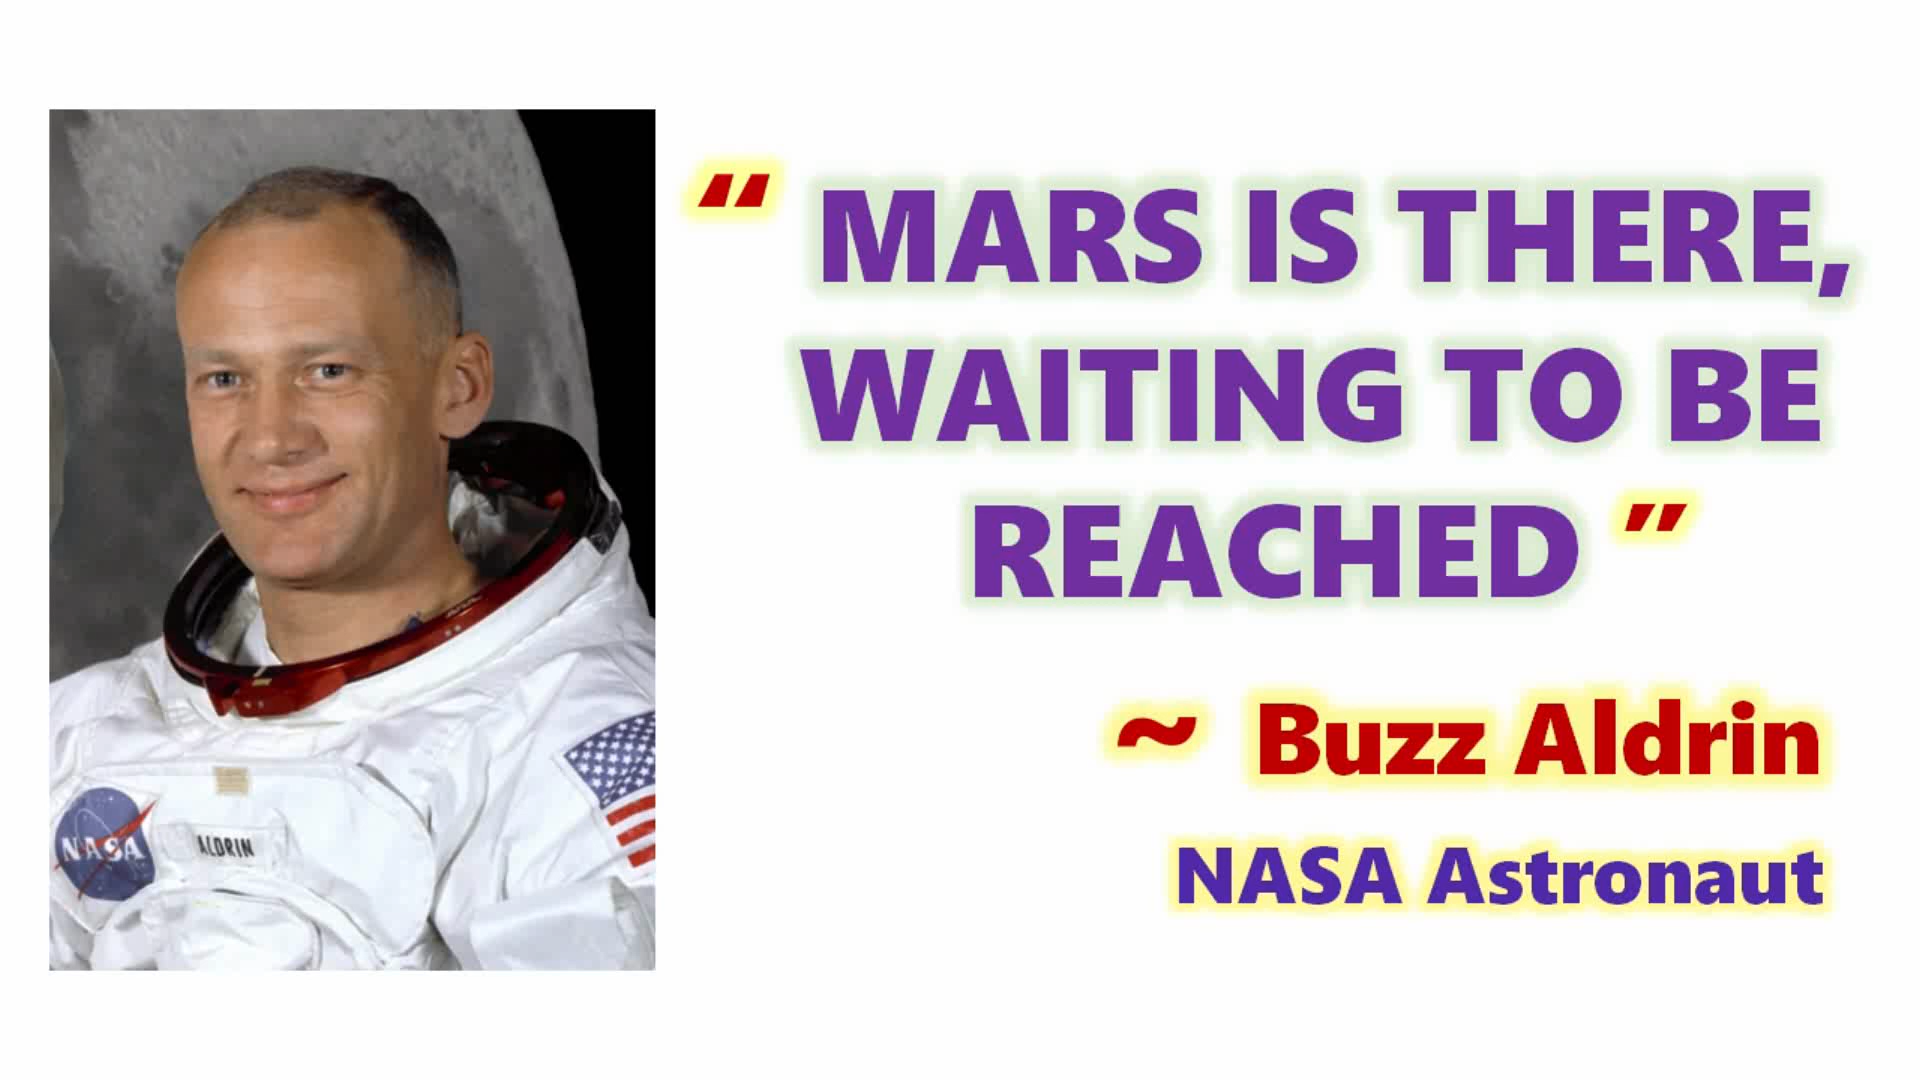 “ MARS IS THERE,
WAITING TO BE
REACHED ”
~ Buzz Aldrin
NASA Astronaut
NASA
ALDRIN